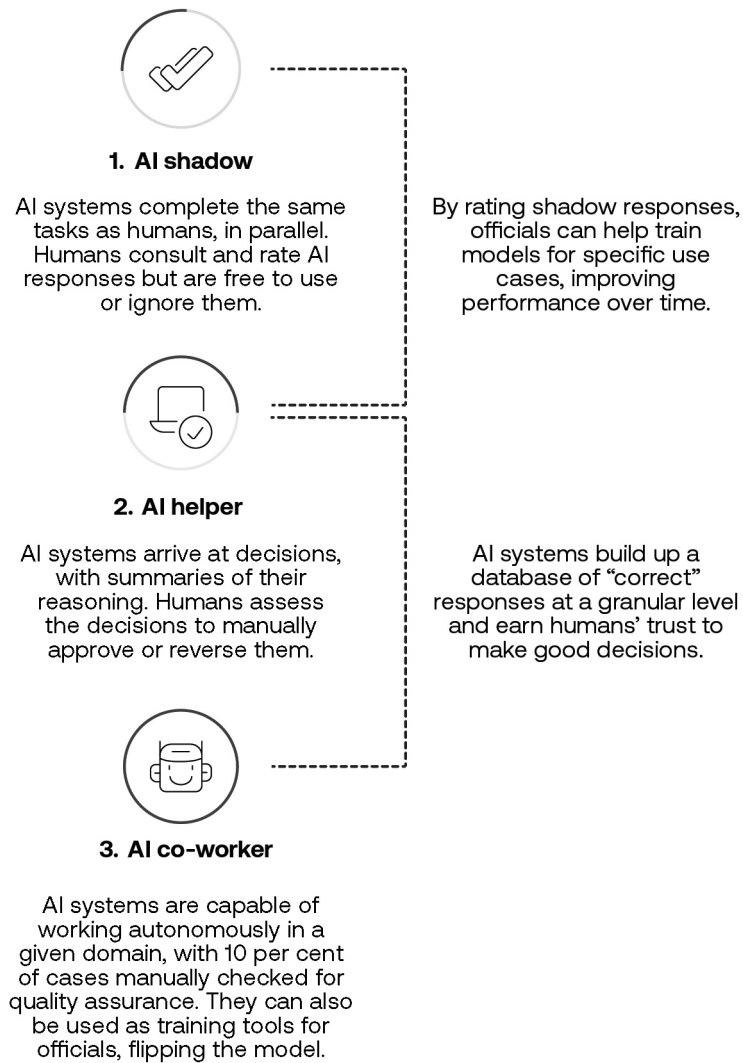 1. AI shadow
AI systems complete the same
tasks as humans, in parallel.
Humans consult and rate AI
responses but are free to use
or ignore them.
By rating shadow responses,
officials can help train
models for specific use
cases, improving
performance over time.
2. AI helper
AI systems arrive at decisions,
with summaries of their
reasoning. Humans assess
the decisions to manually
approve or reverse them.
AI systems build up a
database of “correct”
responses at a granular level
and earn humans’ trust to
make good decisions.
3. AI co-worker
AI systems are capable of
working autonomously in a
given domain, with 10 per cent
of cases manually checked for
quality assurance. They can also
be used as training tools for
officials, flipping the model.